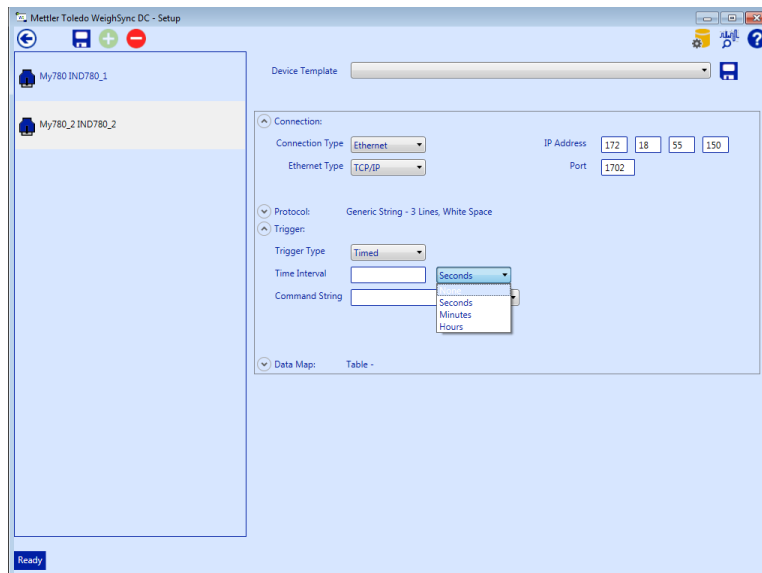 Mettler Toledo WeighSync DC - Setup
My780 IND780_1
My780_2 IND780_2
Device Template
Connection:
Connection Type Ethernet IP Address 172 18 55 150
Ethernet Type TCP/IP Port 1702
Protocol: Generic String - 3 Lines, White Space
Trigger:
Trigger Type Timed
Time Interval Seconds
None
Command String
Seconds
Minutes
Hours
Data Map: Table -
Ready